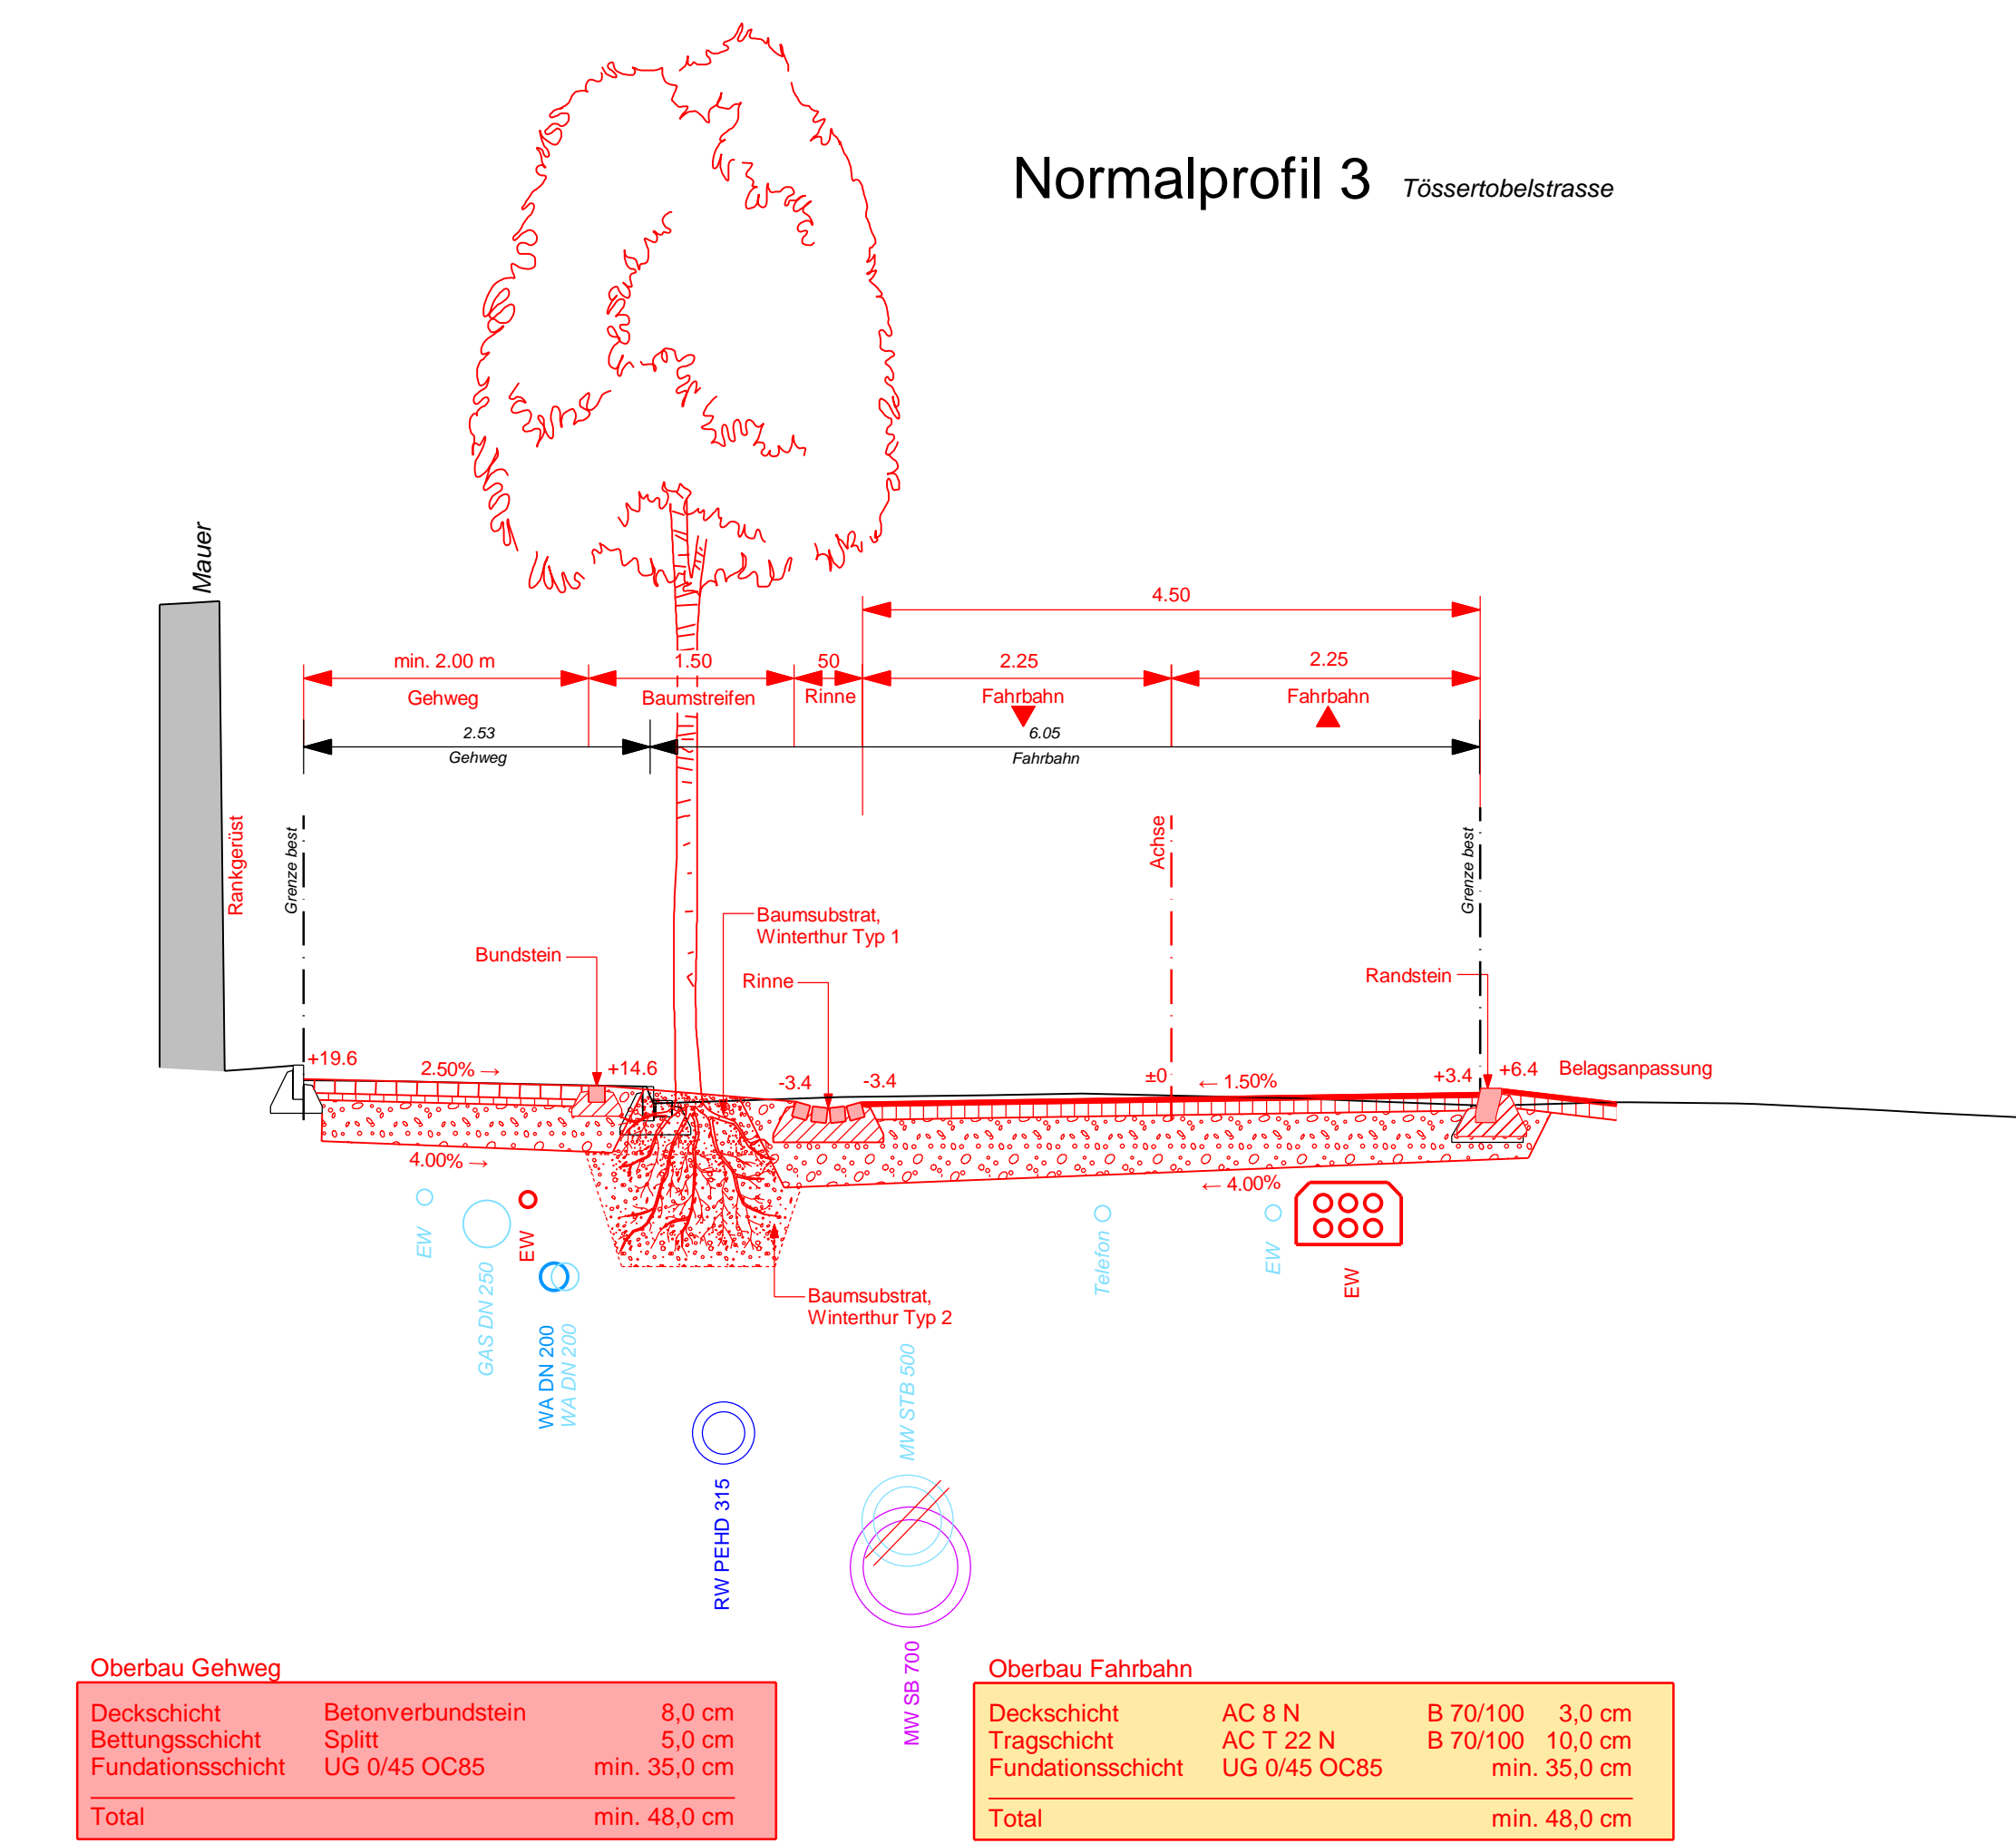 Normalprofil 3 Tössertobelstrasse
Mauer
4.50
min. 2.00 m 1.50 50 2.25 2.25
Gehweg Baumstreifen Rinne Fahrbahn Fahrbahn
2.53 6.05
Gehweg Fahrbahn
Rankgerüst
Grenze best
Achse
Grenze best
Baumsubstrat,
Winterthur Typ 1
Bundstein
Rinne
Randstein
+19.6 2.50% → +14.6 -3.4 -3.4 ±0 ← 1.50% +3.4 +6.4 Belagsanpassung
4.00% → ← 4.00%
EW
GAS DN 250
EW
WA DN 200
WA DN 200
Telefon
EW
EW
Baumsubstrat,
Winterthur Typ 2
MW STB 500
RW PEHD 315
MW SB 700
Oberbau Gehweg
Deckschicht Betonverbundstein 8,0 cm
Bettungsschicht Splitt 5,0 cm
Fundationsschicht UG 0/45 OC85 min. 35,0 cm
Total min. 48,0 cm
Oberbau Fahrbahn
Deckschicht AC 8 N B 70/100 3,0 cm
Tragschicht AC T 22 N B 70/100 10,0 cm
Fundationsschicht UG 0/45 OC85 min. 35,0 cm
Total min. 48,0 cm